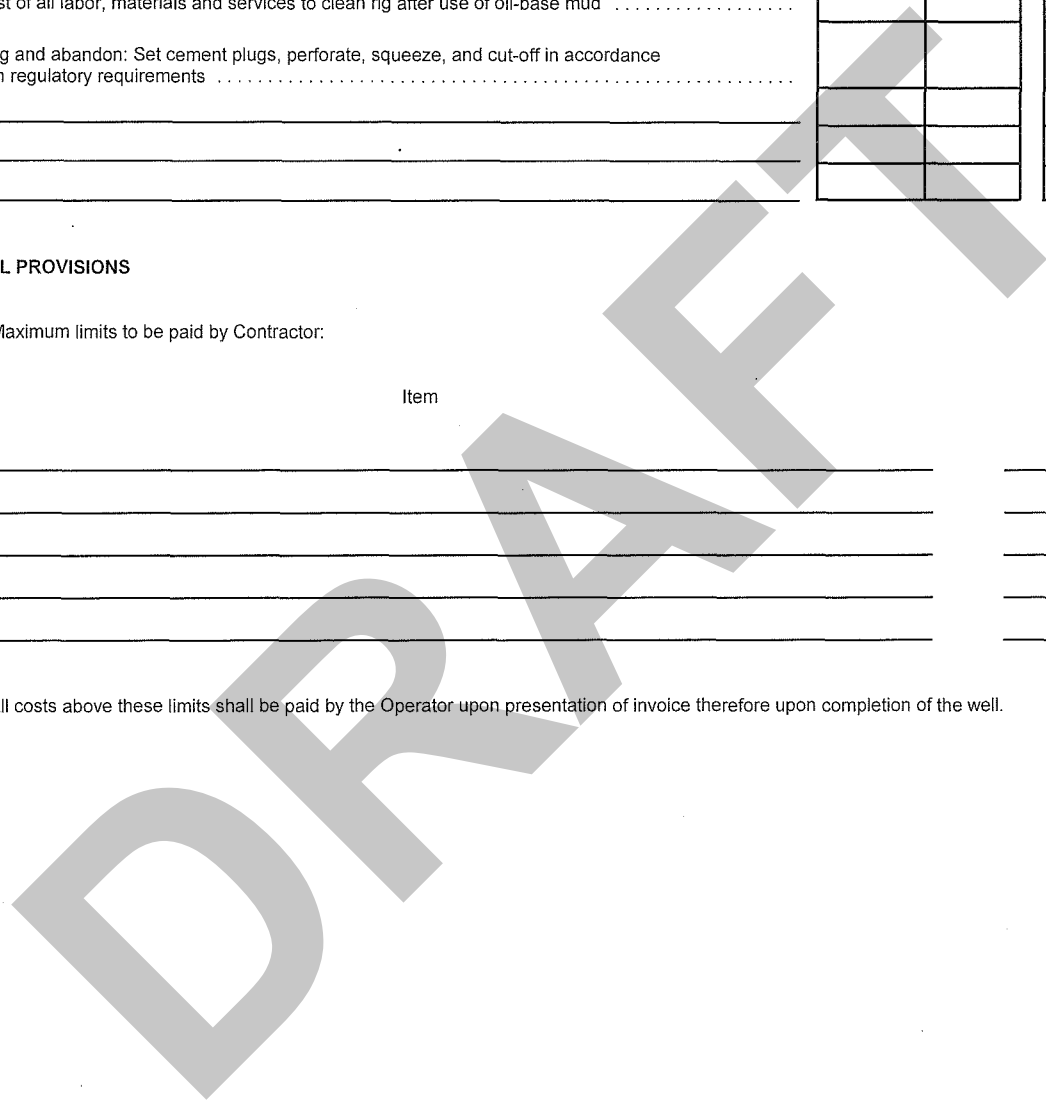 st of all labor, materials and services to clean rig after use of oil-base mud . . . . . . . . . . . . . . . . . .
g and abandon: Set cement plugs, perforate, squeeze, and cut-off in accordance
regulatory requirements . . . . . . . . . . . . . . . . . . . . . . . . . . . . . . . . . . . . . . . . . . . . . . . . . . . . . . . . . .
L PROVISIONS
Maximum limits to be paid by Contractor:
Item
ll costs above these limits shall be paid by the Operator upon presentation of invoice therefore upon completion of the well.
DRAFT